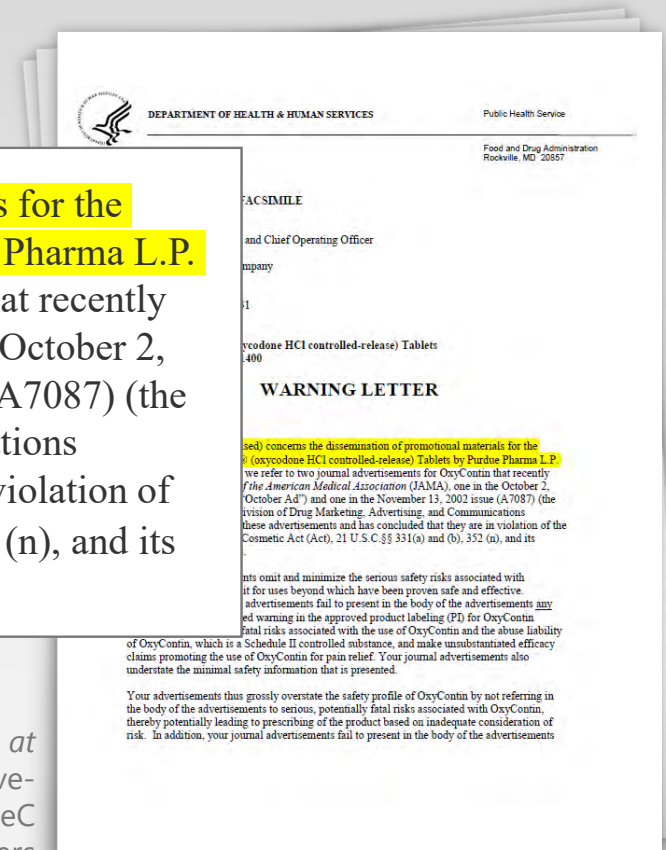 DEPARTMENT OF HEALTH & HUMAN SERVICES
Public Health Service
Food and Drug Administration
Rockville, MD 20857
s for the
Pharma L.P.
at recently
October 2,
A7087) (the
tions
violation of
(n), and its
ACSIMILE
and Chief Operating Officer
mpany
1
ycodone HCl controlled-release) Tablets
400
WARNING LETTER
sed) concerns the dissemination of promotional materials for the
® (oxycodone HCl controlled-release) Tablets by Purdue Pharma L.P.
we refer to two journal advertisements for OxyContin that recently
f the American Medical Association (JAMA), one in the October 2,
"October Ad") and one in the November 13, 2002 issue (A7087) (the
ivision of Drug Marketing, Advertising, and Communications
these advertisements and has concluded that they are in violation of the
Cosmetic Act (Act), 21 U.S.C.§§ 331(a) and (b), 352 (n), and its
.
nts omit and minimize the serious safety risks associated with
it for uses beyond which have been proven safe and effective.
advertisements fail to present in the body of the advertisements any
ed warning in the approved product labeling (PI) for OxyContin
fatal risks associated with the use of OxyContin and the abuse liability
of OxyContin, which is a Schedule II controlled substance, and make unsubstantiated efficacy
claims promoting the use of OxyContin for pain relief. Your journal advertisements also
understate the minimal safety information that is presented.
Your advertisements thus grossly overstate the safety profile of OxyContin by not referring in
the body of the advertisements to serious, potentially fatal risks associated with OxyContin,
thereby potentially leading to prescribing of the product based on inadequate consideration of
risk. In addition, your journal advertisements fail to present in the body of the advertisements
at
ve-
eC